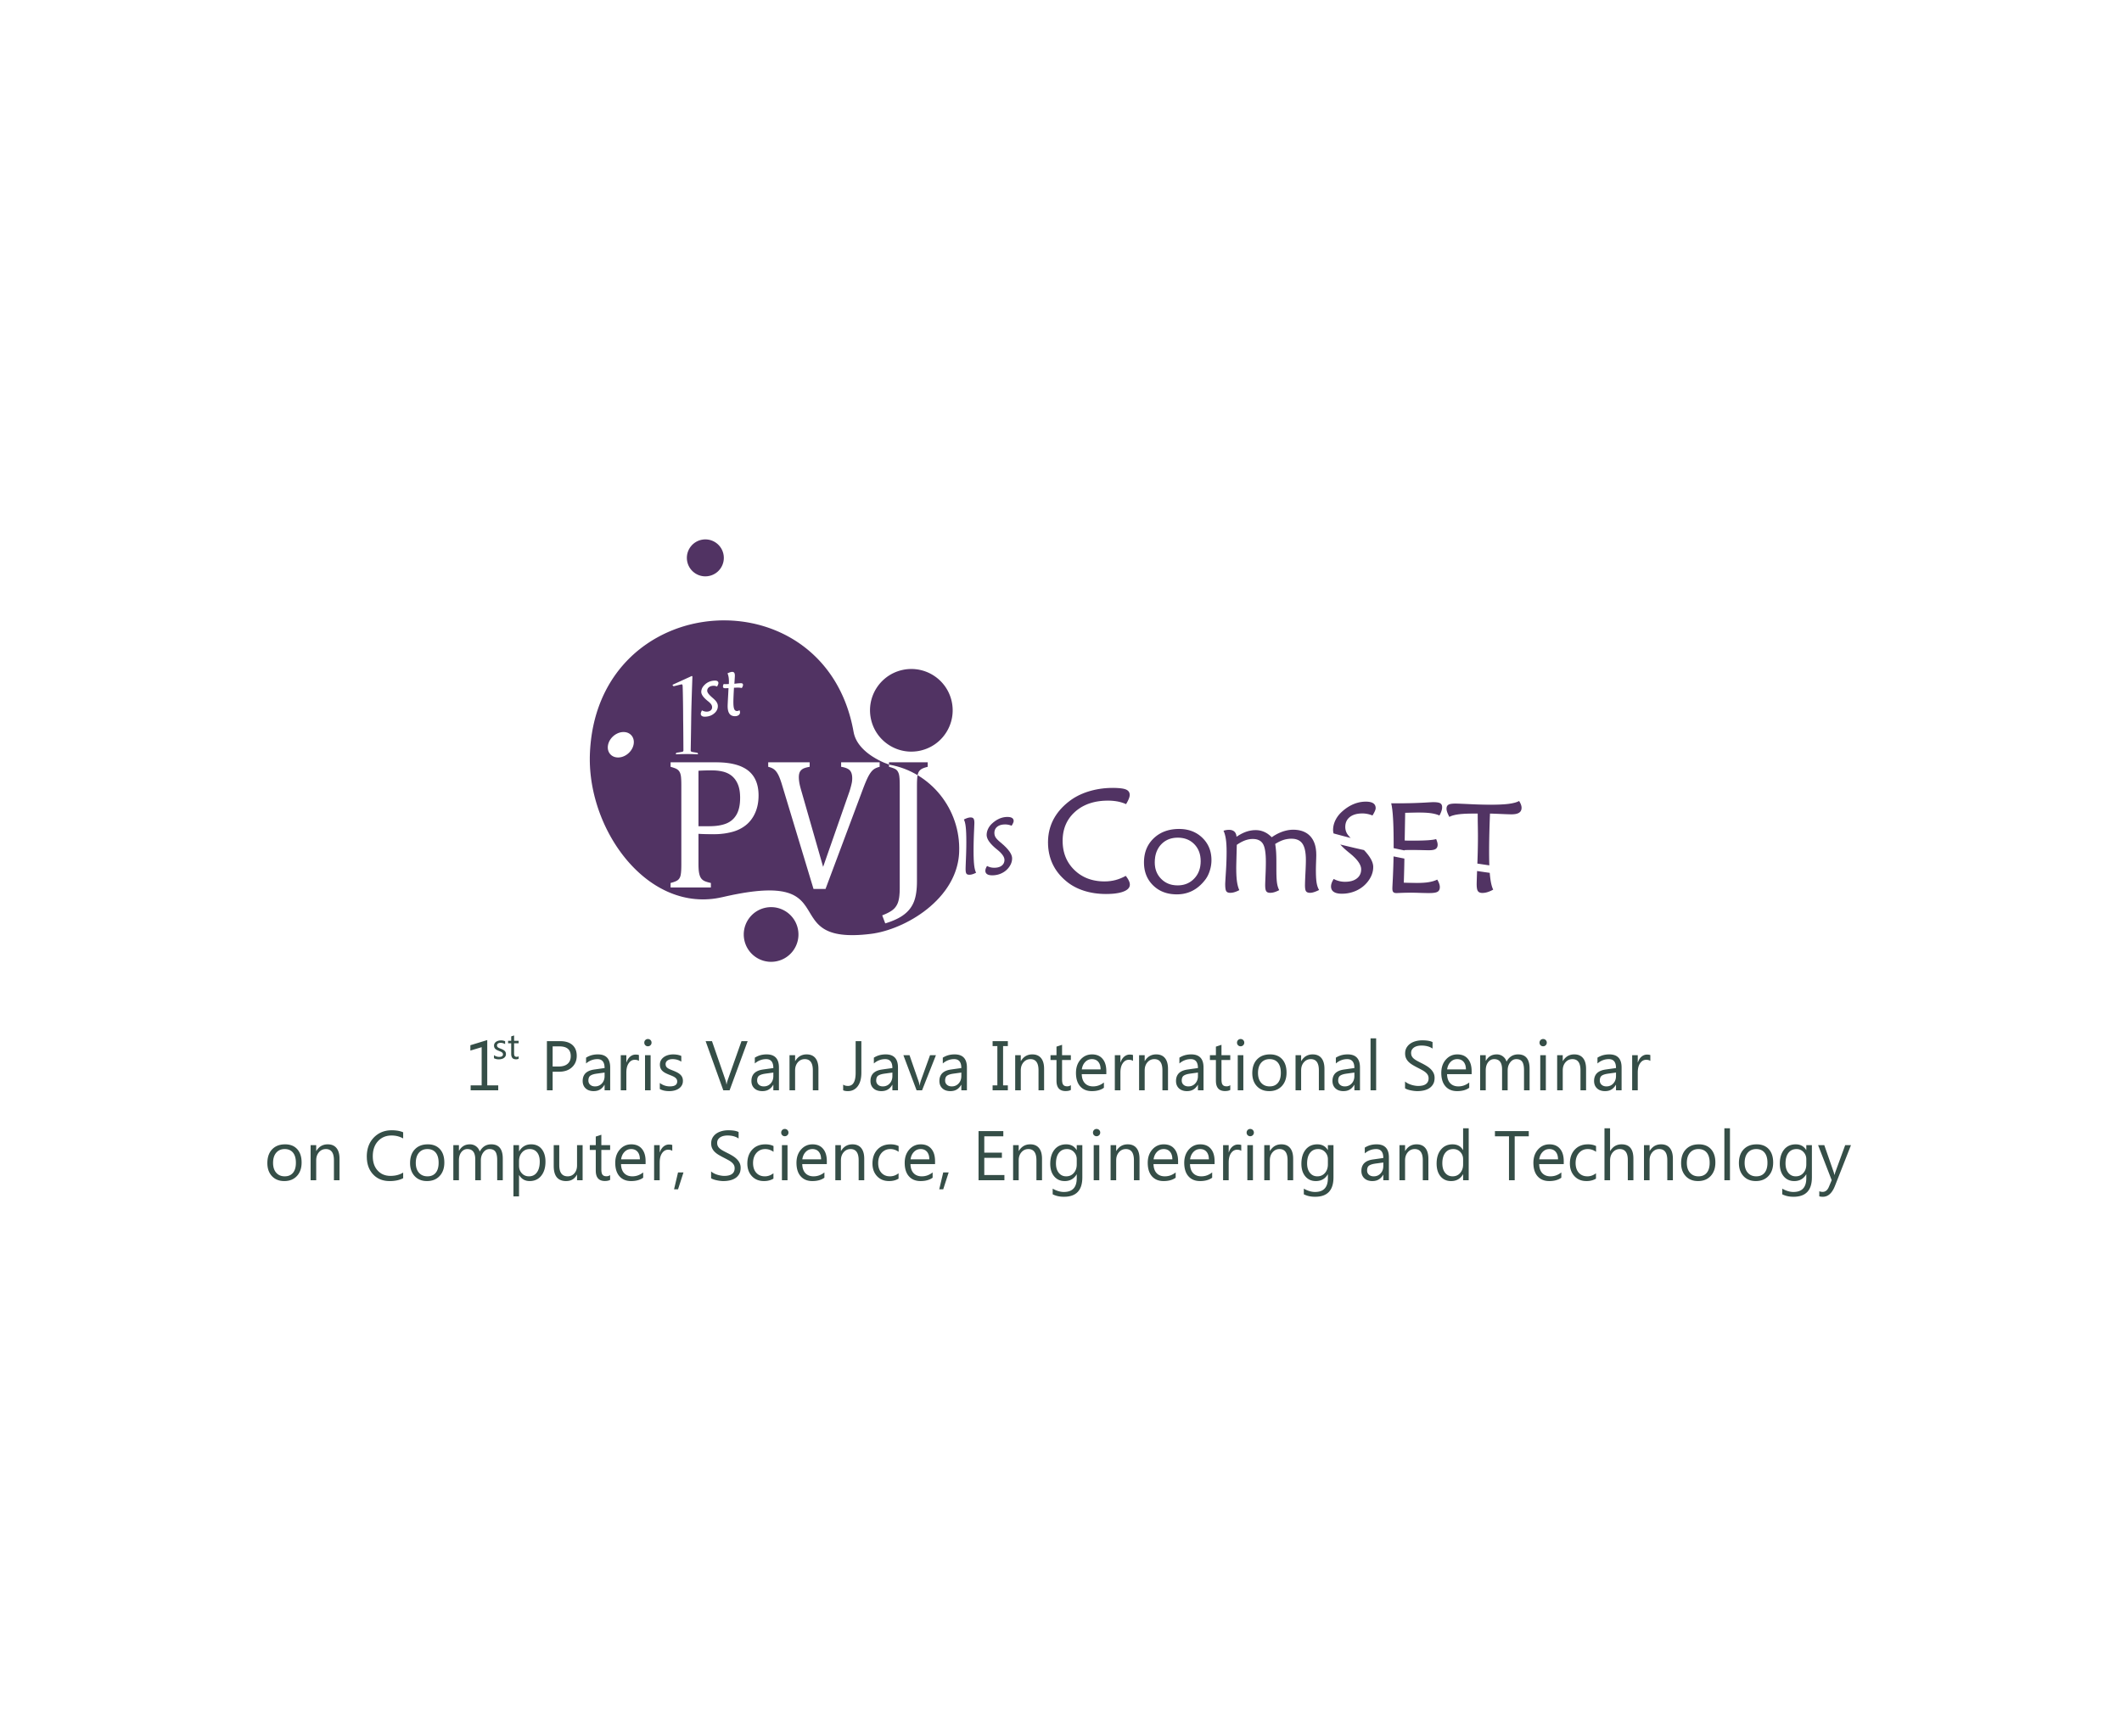 1st
PVJ is ComSET
1st Paris Van Java International Seminar
on Computer, Science, Engineering and Technology